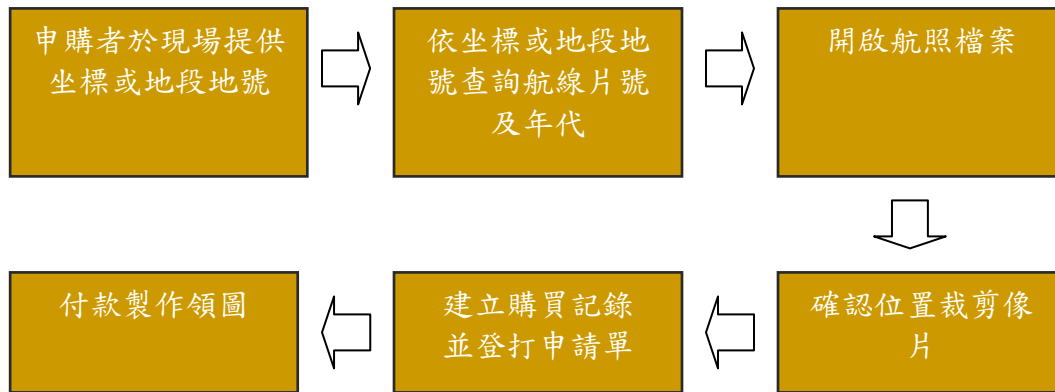 申購者於現場提供
坐標或地段地號
依坐標或地段地
號查詢航線片號
及年代
開啟航照檔案
確認位置裁剪像
片
建立購買記錄
並登打申請單
付款製作領圖